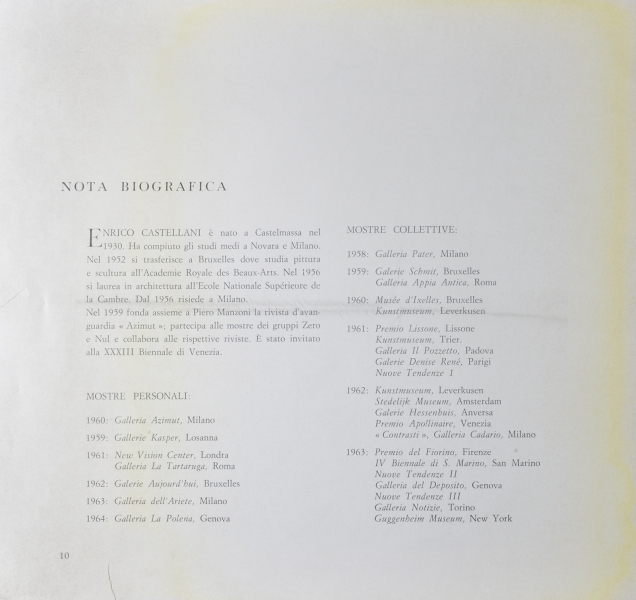 NOTA BIOGRAFICA
ENRICO CASTELLANI è nato a Castelmassa nel
1930. Ha compiuto gli studi medi a Novara e Milano.
Nel 1952 si trasferisce a Bruxelles dove studia pittura
e scultura all'Academie Royale des Beaux-Arts. Nel 1956
si laurea in architettura all'Ecole Nationale Supérieure de
la Cambre. Dal 1956 risiede a Milano.
Nel 1959 fonda assieme a Piero Manzoni la rivista d'avan-
guardia « Azimut »; partecipa alle mostre dei gruppi Zero
e Nul e collabora alle rispettive riviste. È stato invitato
alla XXXIII Biennale di Venezia.
MOSTRE PERSONALI:
1960: Galleria Azimut, Milano
1959: Gallerie Kasper, Losanna
1961: New Vision Center, Londra
Galleria La Tartaruga, Roma
1962: Galerie Aujourd'hui, Bruxelles
1963: Galleria dell'Ariete, Milano
1964: Galleria La Polena, Genova
10
MOSTRE COLLETTIVE:
1958: Galleria Pater, Milano
1959: Galerie Schmit, Bruxelles
Galleria Appia Antica, Roma
1960: Musée d'Ixelles, Bruxelles
Kunstmuseum, Leverkusen
1961: Premio Lissone, Lissone
Kunstmuseum, Trier.
Galleria Il Pozzetto, Padova
Galerie Denise René, Parigi
Nuove Tendenze I
1962: Kunstmuseum, Leverkusen
Stedelijk Museum, Amsterdam
Galerie Hessenhuis, Anversa
Premio Apollinaire, Venezia
« Contrasti », Galleria Cadario, Milano
1963: Premio del Fiorino, Firenze
IV Biennale di S. Marino, San Marino
Nuove Tendenze II
Galleria del Deposito, Genova
Nuove Tendenze III
Galleria Notizie, Torino
Guggenheim Museum, New York